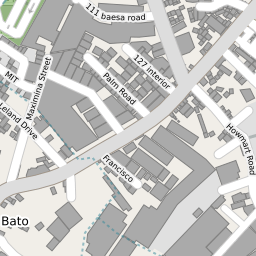 111 baesa road
127 interior
Palm Road
Maximina Street
MIT
Leland Drive
Howmart Road
Francisco
Bato